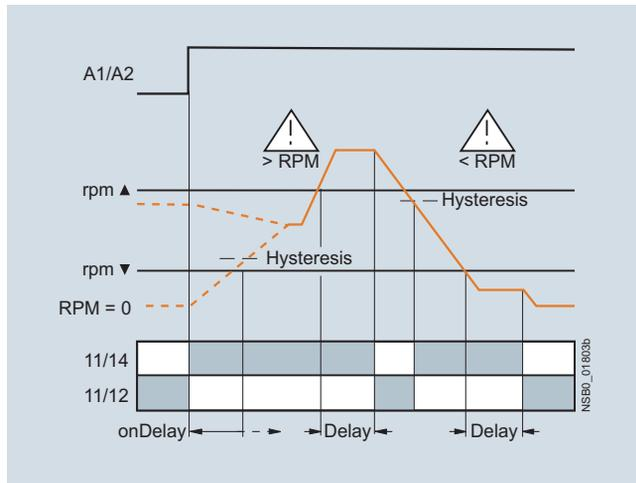 A1/A2
> RPM
< RPM
rpm ▲
Hysteresis
Hysteresis
rpm ▼
RPM = 0
11/14
11/12
NSB0_01803b
onDelay
Delay
Delay